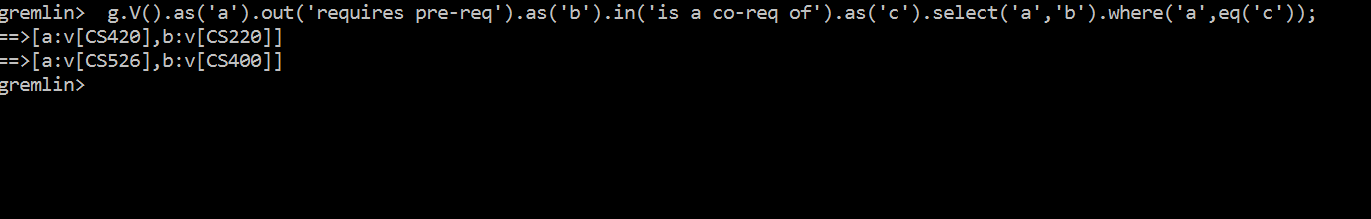 gremlin>  g.V().as('a').out('requires pre-req').as('b').in('is a co-req of').as('c').select('a','b').where('a',eq('c'));
==>[a:v[CS420],b:v[CS220]]
==>[a:v[CS526],b:v[CS400]]
gremlin>